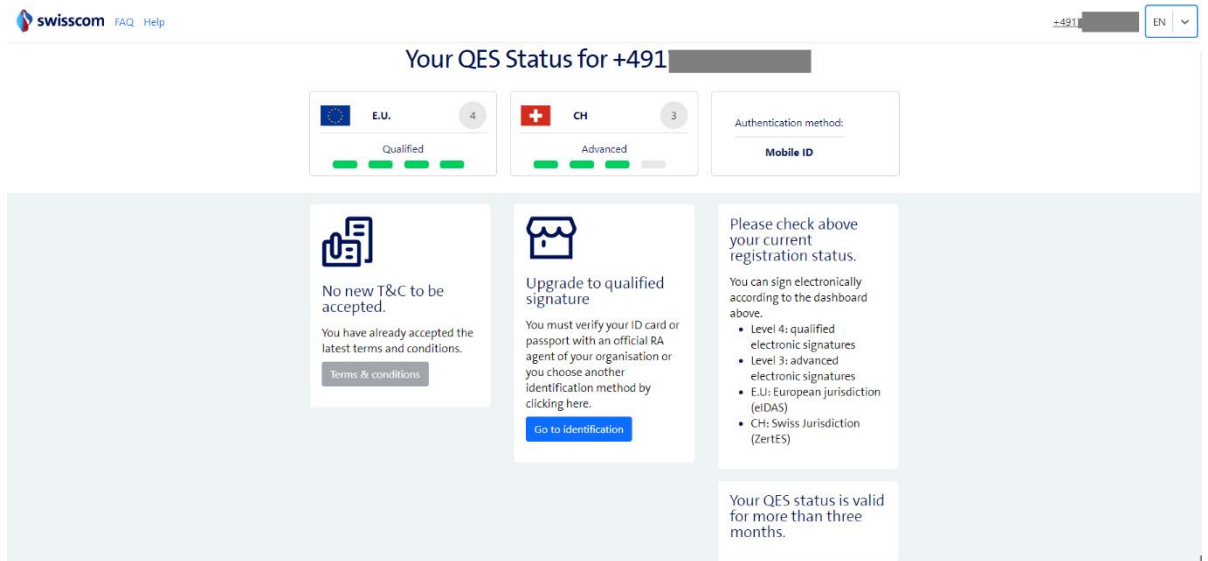 swisscom FAQ Help
+491
EN
Your QES Status for +491
E.U. 4
Qualified
CH 3
Advanced
Authentication method:
Mobile ID
No new T&C to be
accepted.
You have already accepted the
latest terms and conditions.
Terms & conditions
Upgrade to qualified
signature
You must verify your ID card or
passport with an official RA
agent of your organisation or
you choose another
identification method by
clicking here.
Go to identification
Please check above
your current
registration status.
You can sign electronically
according to the dashboard
above.
• Level 4: qualified
electronic signatures
• Level 3: advanced
electronic signatures
• E.U: European jurisdiction
(eIDAS)
• CH: Swiss Jurisdiction
(ZertES)
Your QES status is valid
for more than three
months.